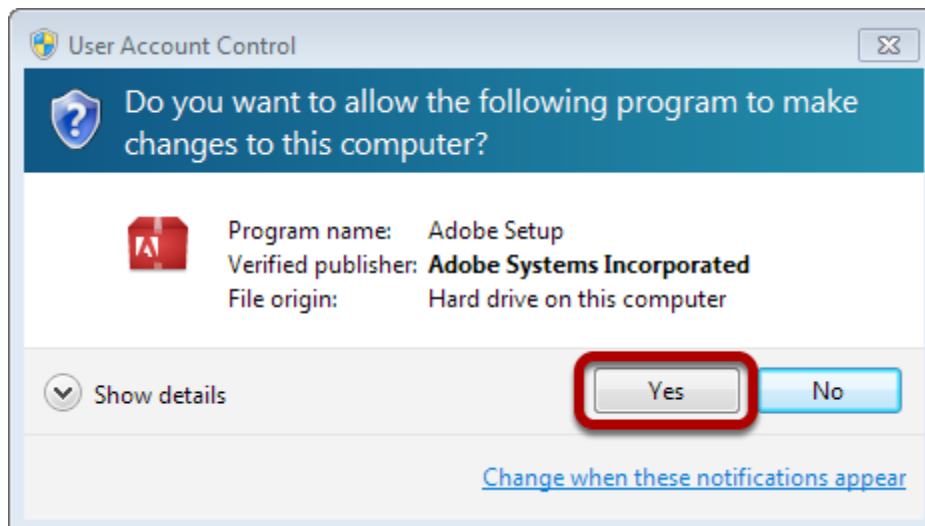 User Account Control
Do you want to allow the following program to make
changes to this computer?
Program name: Adobe Setup
Verified publisher: Adobe Systems Incorporated
File origin: Hard drive on this computer
Show details
Yes
No
Change when these notifications appear